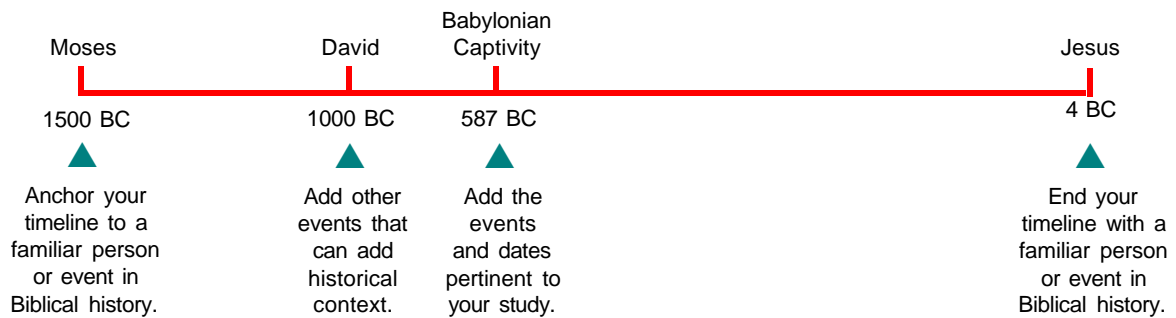 Moses
David
Babylonian
Captivity
Jesus
1500 BC
1000 BC
587 BC
4 BC
Anchor your
timeline to a
familiar person
or event in
Biblical history.
Add other
events that
can add
historical
context.
Add the
events
and dates
pertinent to
your study.
End your
timeline with a
familiar person
or event in
Biblical history.